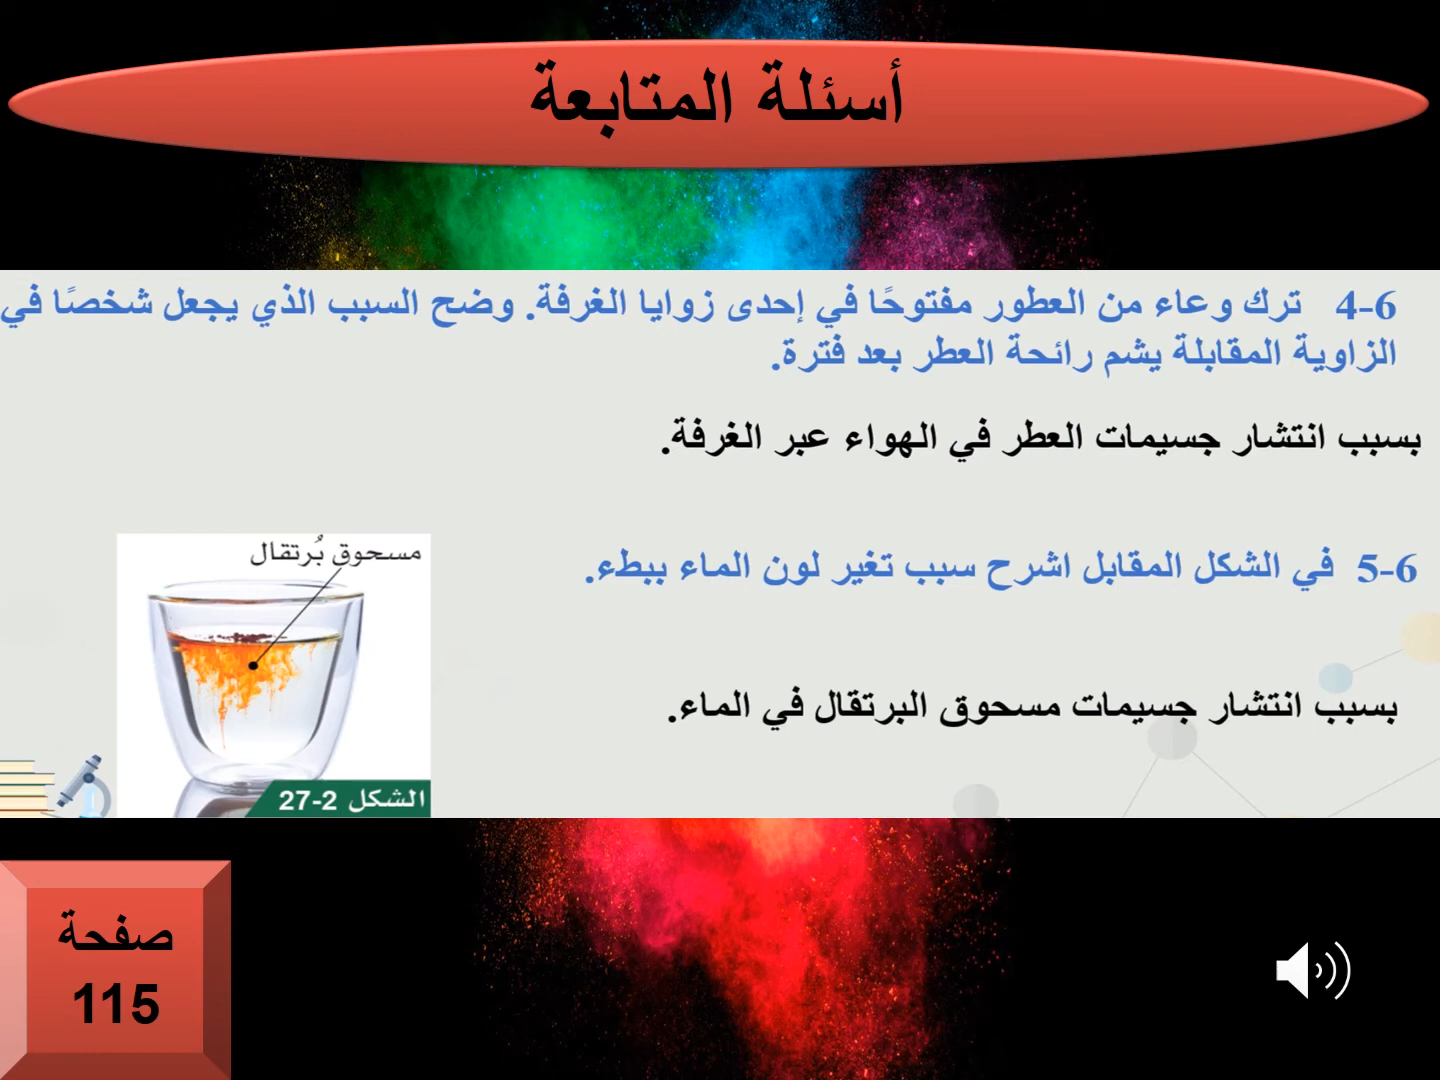 أسئلة المتابعة
4-6 ترك وعاء من العطور مفتوحًا في إحدى زوايا الغرفة. وضح السبب الذي يجعل شخصًا في
الزاوية المقابلة يشم رائحة العطر بعد فترة.
بسبب انتشار جسيمات العطر في الهواء عبر الغرفة.
5-6 في الشكل المقابل اشرح سبب تغير لون الماء ببطء.
مسحوق بُرتقال
بسبب انتشار جسيمات مسحوق البرتقال في الماء.
الشكل 2-27
صفحة
115